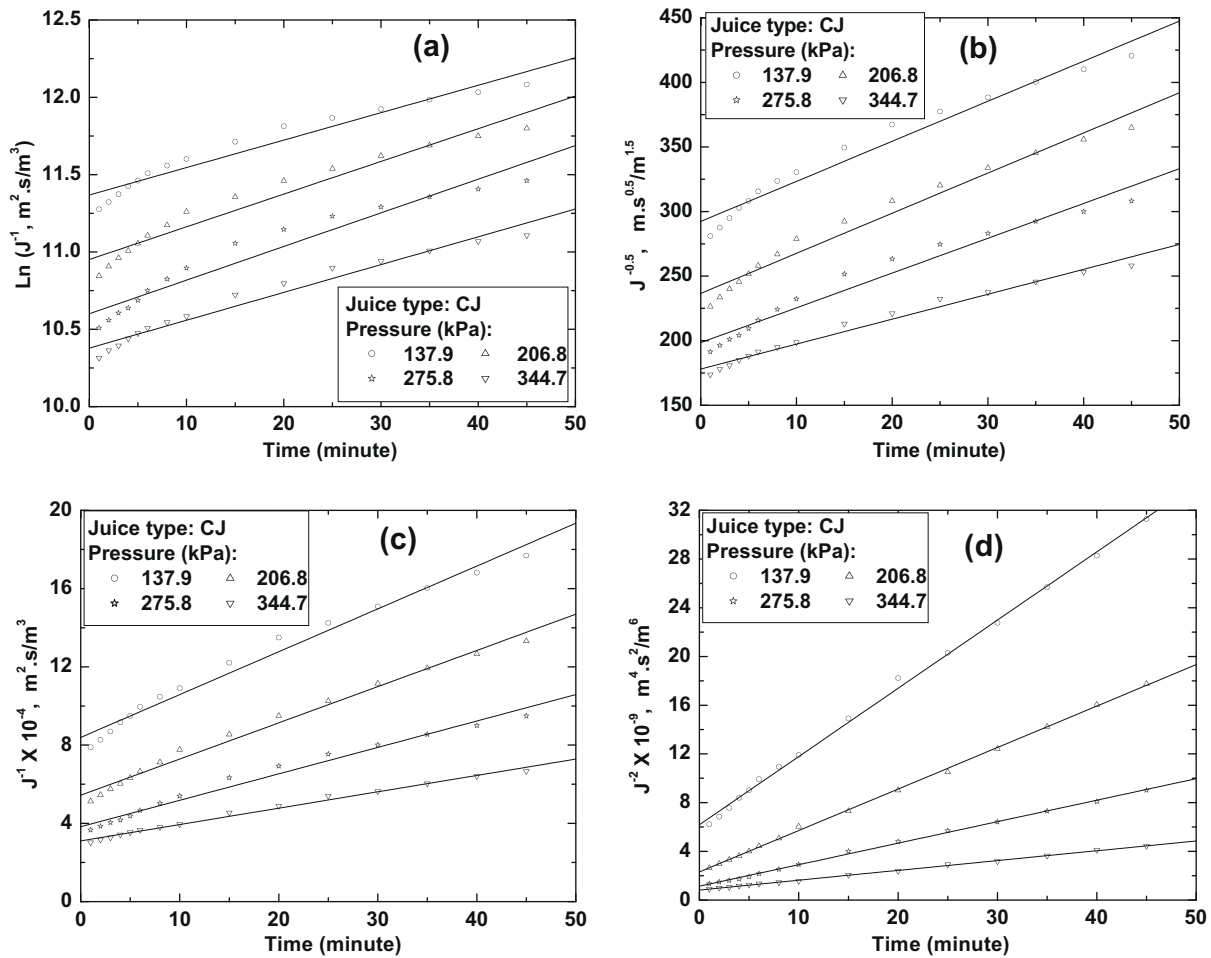 (a)
Ln (J⁻¹, m².s/m³)
12.5
12.0
11.5
11.0
10.5
10.0
Juice type: CJ
Pressure (kPa):
137.9 206.8
275.8 344.7
0 10 20 30 40 50
Time (minute)
(b)
J⁻⁰·⁵, m.s⁰·⁵/m¹·⁵
450
400
350
300
250
200
150
Juice type: CJ
Pressure (kPa):
137.9 206.8
275.8 344.7
0 10 20 30 40 50
Time (minute)
(c)
J⁻¹ X 10⁻⁴, m².s/m³
20
16
12
8
4
0
Juice type: CJ
Pressure (kPa):
137.9 206.8
275.8 344.7
0 10 20 30 40 50
Time (minute)
(d)
J⁻² X 10⁻⁹, m⁴.s²/m⁶
32
28
24
20
16
12
8
4
0
Juice type: CJ
Pressure (kPa):
137.9 206.8
275.8 344.7
0 10 20 30 40 50
Time (minute)